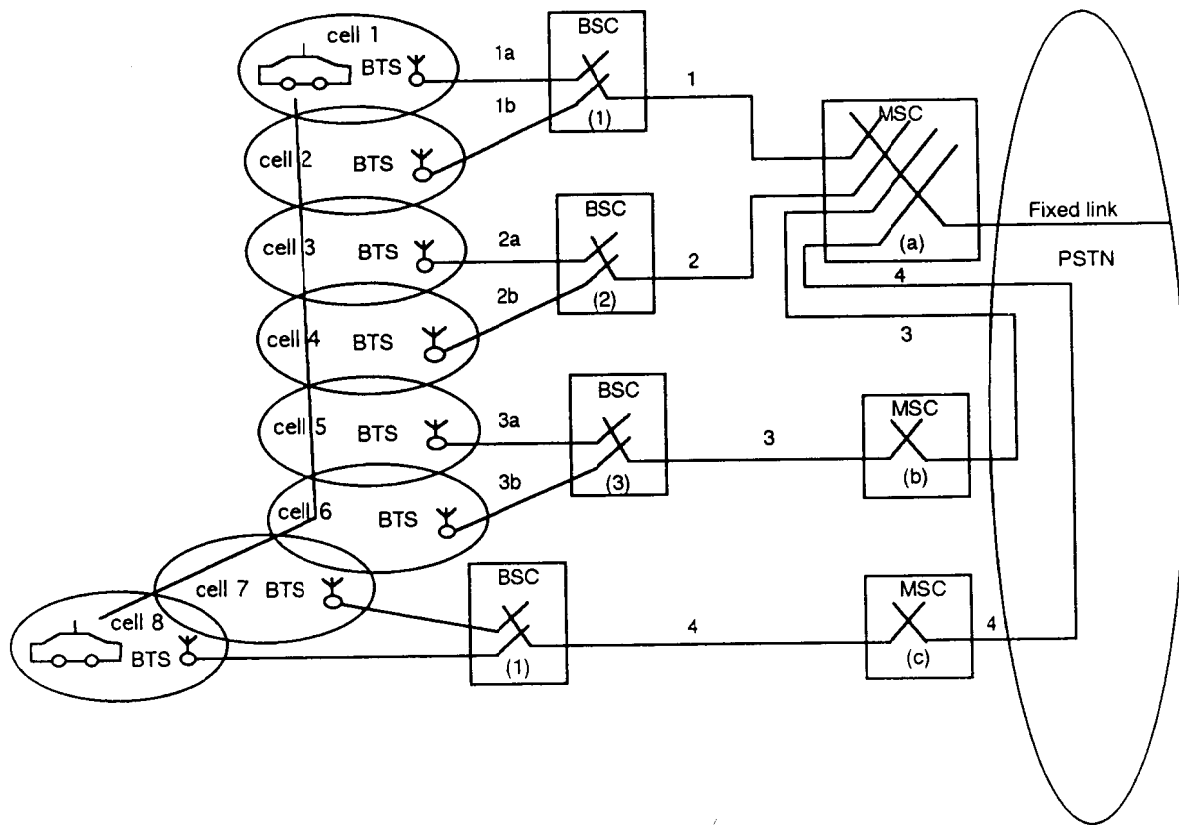 cell 1
BTS
1a
BSC
(1)
1
1b
cell 2
BTS
MSC
(a)
cell 3
BTS
2a
BSC
(2)
2
2b
Fixed link
PSTN
4
3
cell 4
BTS
cell 5
BTS
3a
BSC
(3)
3
MSC
(b)
3b
cell 6
BTS
cell 7
BTS
BSC
(1)
4
MSC
(c)
4
cell 8
BTS